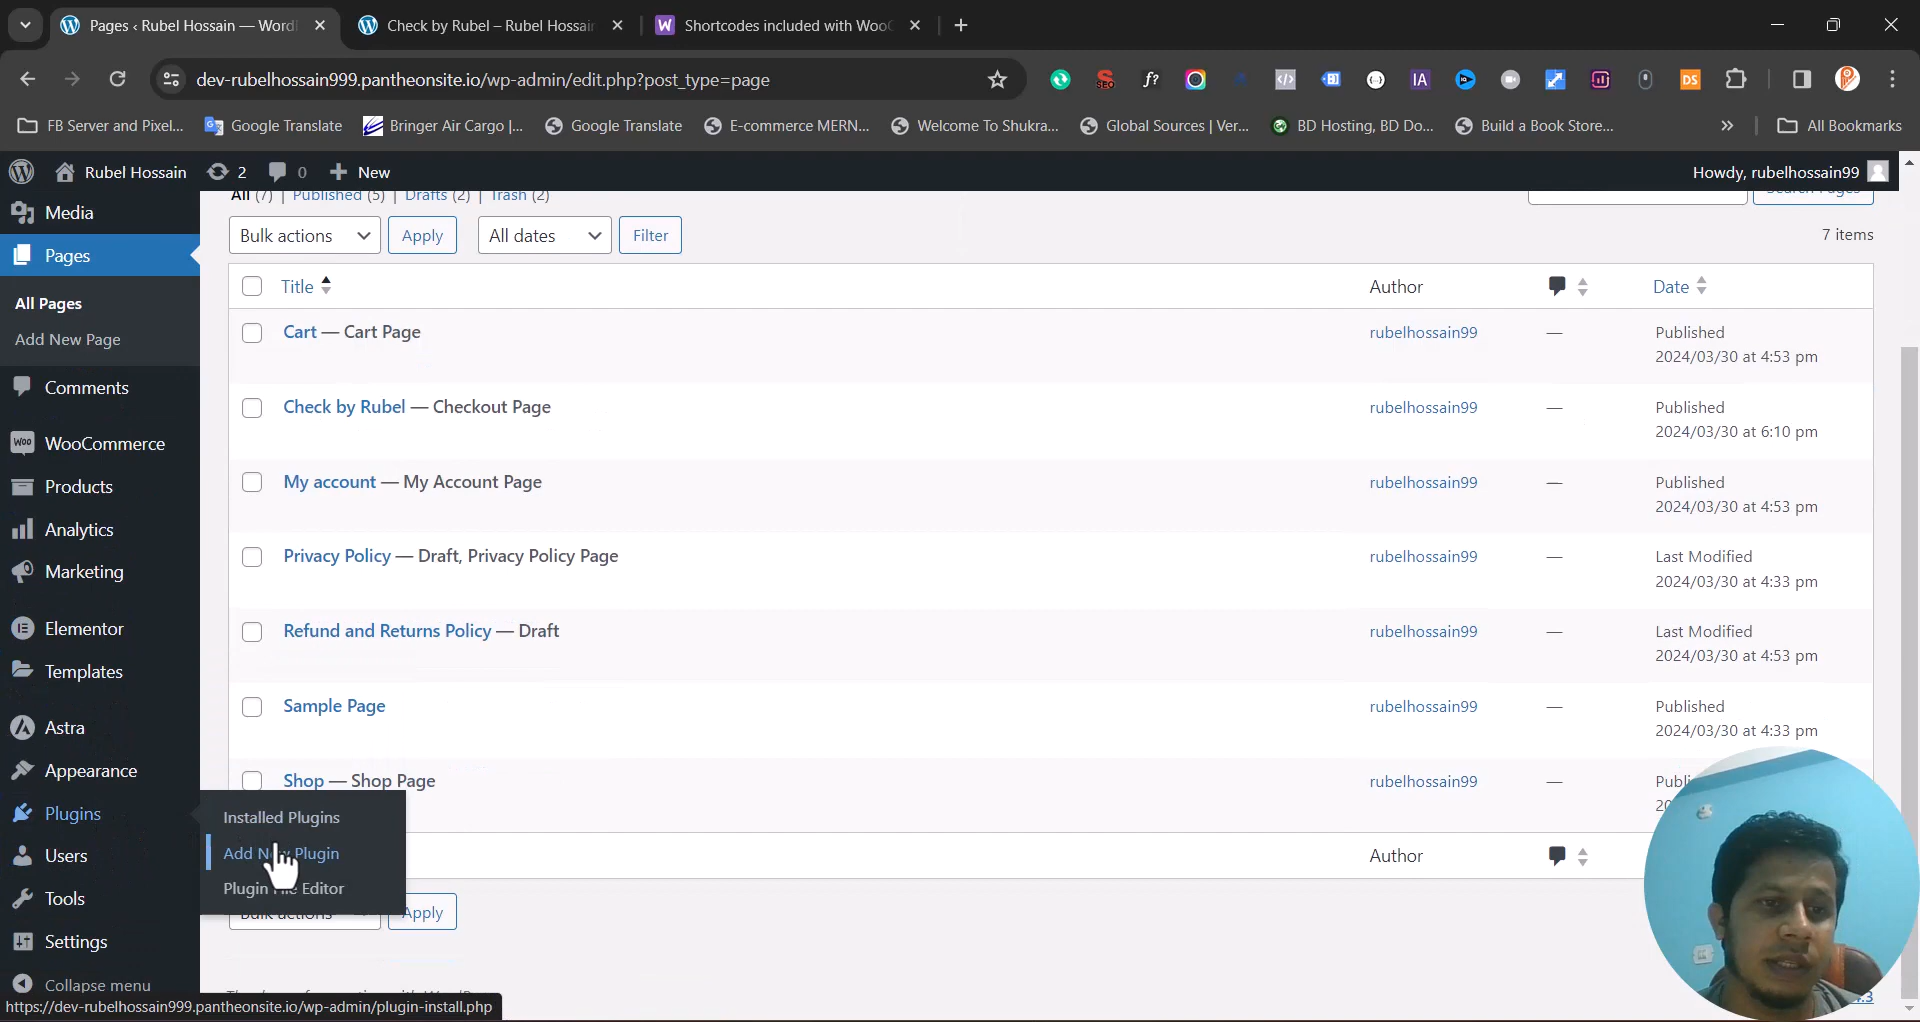 Pages ‹ Rubel Hossain — Word
Check by Rubel – Rubel Hossain
Shortcodes included with Woo
dev-rubelhossain999.pantheonsite.io/wp-admin/edit.php?post_type=page
FB Server and Pixel...
Google Translate
Bringer Air Cargo |...
Google Translate
E-commerce MERN...
Welcome To Shukra...
Global Sources | Ver...
BD Hosting, BD Do...
Build a Book Store...
All Bookmarks
Rubel Hossain
2
0
New
Howdy, rubelhossain99
All (7) | Published (5) | Drafts (2) | Trash (2)
Search Pages
Bulk actions
Apply
All dates
Filter
7 items
Media
Pages
All Pages
Add New Page
Comments
WooCommerce
Products
Analytics
Marketing
Elementor
Templates
Astra
Appearance
Plugins
Users
Tools
Settings
Collapse menu
Installed Plugins
Add New Plugin
Plugin File Editor
Title
Author
Date
Cart — Cart Page
rubelhossain99
—
Published
2024/03/30 at 4:53 pm
Check by Rubel — Checkout Page
rubelhossain99
—
Published
2024/03/30 at 6:10 pm
My account — My Account Page
rubelhossain99
—
Published
2024/03/30 at 4:53 pm
Privacy Policy — Draft, Privacy Policy Page
rubelhossain99
—
Last Modified
2024/03/30 at 4:33 pm
Refund and Returns Policy — Draft
rubelhossain99
—
Last Modified
2024/03/30 at 4:53 pm
Sample Page
rubelhossain99
—
Published
2024/03/30 at 4:33 pm
Shop — Shop Page
rubelhossain99
—
Author
Bulk actions
Apply
https://dev-rubelhossain999.pantheonsite.io/wp-admin/plugin-install.php